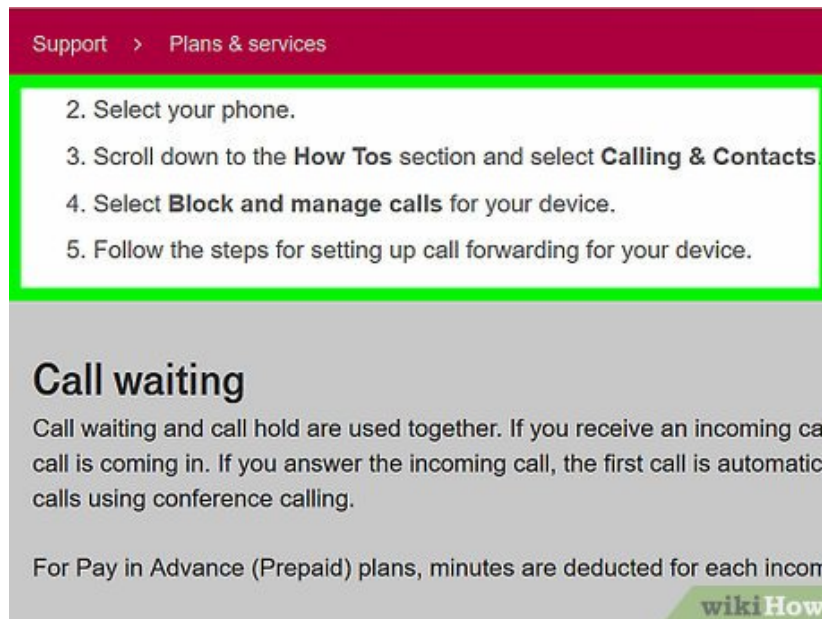 Support > Plans & services
2. Select your phone.
3. Scroll down to the How Tos section and select Calling & Contacts.
4. Select Block and manage calls for your device.
5. Follow the steps for setting up call forwarding for your device.
Call waiting
Call waiting and call hold are used together. If you receive an incoming ca
call is coming in. If you answer the incoming call, the first call is automatic
calls using conference calling.
For Pay in Advance (Prepaid) plans, minutes are deducted for each incom
wikiHow